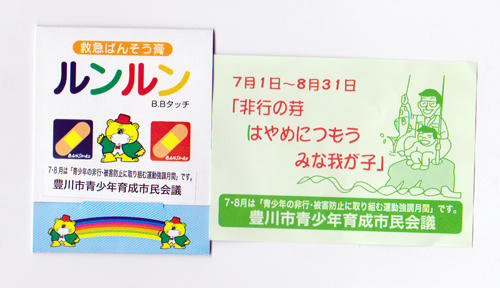 救急ばんそう膏
ルンルン
B.Bタッチ
7・8月は「青少年の非行・被害防止に取り組む運動強調月間」です。
豊川市青少年育成市民会議
7月1日～8月31日
「非行の芽
はやめにつもう
みな我が子」
7・8月は「青少年の非行・被害防止に取り組む運動強調月間」です。
豊川市青少年育成市民会議